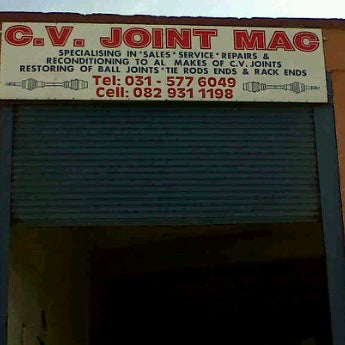 C.V. JOINT MAC
SPECIALISING IN * SALES * SERVICE * REPAIRS &
RECONDITIONING TO AL MAKES OF C.V. JOINTS
RESTORING OF BALL JOINTS * TIE RODS ENDS & RACK ENDS
Tel: 031 - 577 6049
Cell: 082 931 1198